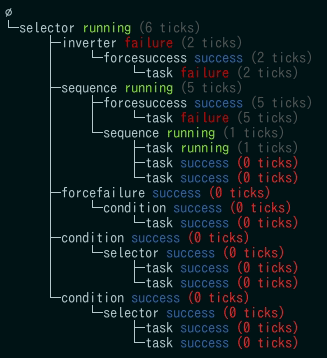 ø
selector running (6 ticks)
inverter failure (2 ticks)
forcesuccess success (2 ticks)
task failure (2 ticks)
sequence running (5 ticks)
forcesuccess success (5 ticks)
task failure (5 ticks)
sequence running (1 ticks)
task running (1 ticks)
task success (0 ticks)
task success (0 ticks)
forcefailure success (0 ticks)
condition success (0 ticks)
task success (0 ticks)
condition success (0 ticks)
selector success (0 ticks)
task success (0 ticks)
task success (0 ticks)
condition success (0 ticks)
selector success (0 ticks)
task success (0 ticks)
task success (0 ticks)